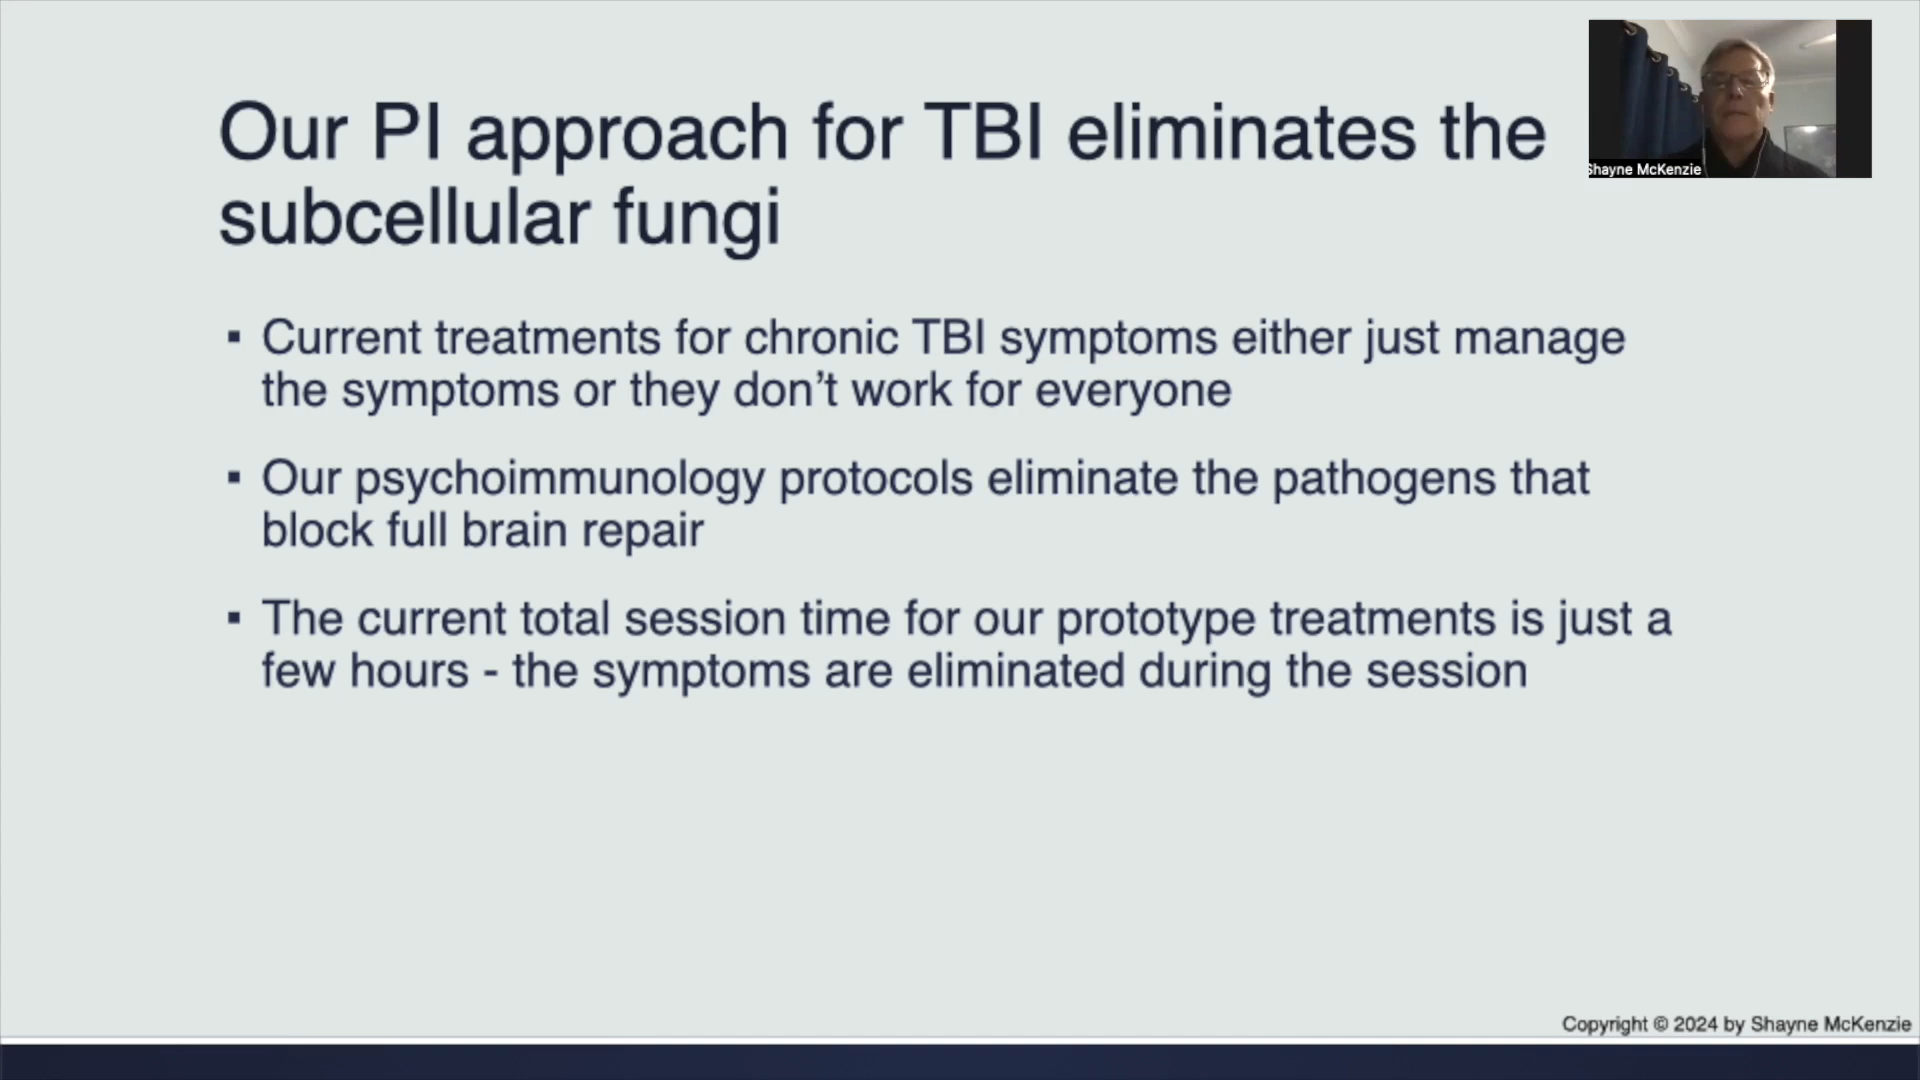 Our PI approach for TBI eliminates the
subcellular fungi
Shayne McKenzie
▪ Current treatments for chronic TBI symptoms either just manage
the symptoms or they don’t work for everyone
▪ Our psychoimmunology protocols eliminate the pathogens that
block full brain repair
▪ The current total session time for our prototype treatments is just a
few hours - the symptoms are eliminated during the session
Copyright © 2024 by Shayne McKenzie